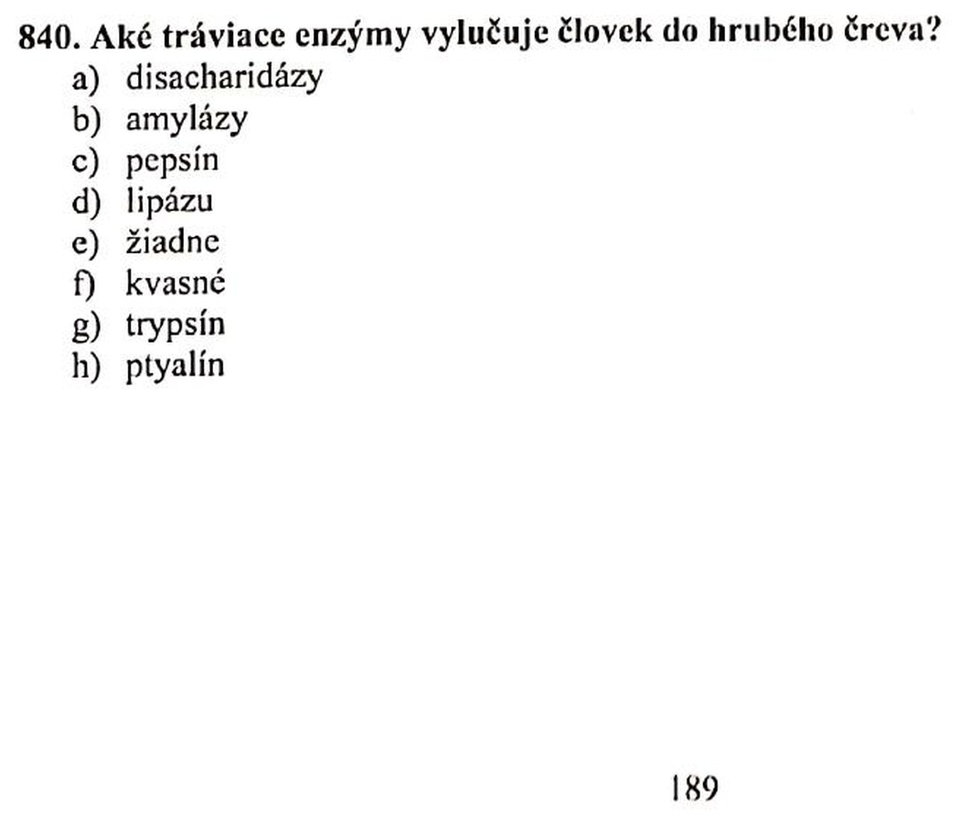 840. Aké tráviace enzýmy vylučuje človek do hrubého čreva?
a) disacharidázy
b) amylázy
c) pepsín
d) lipázu
e) žiadne
f) kvasné
g) trypsín
h) ptyalín
189